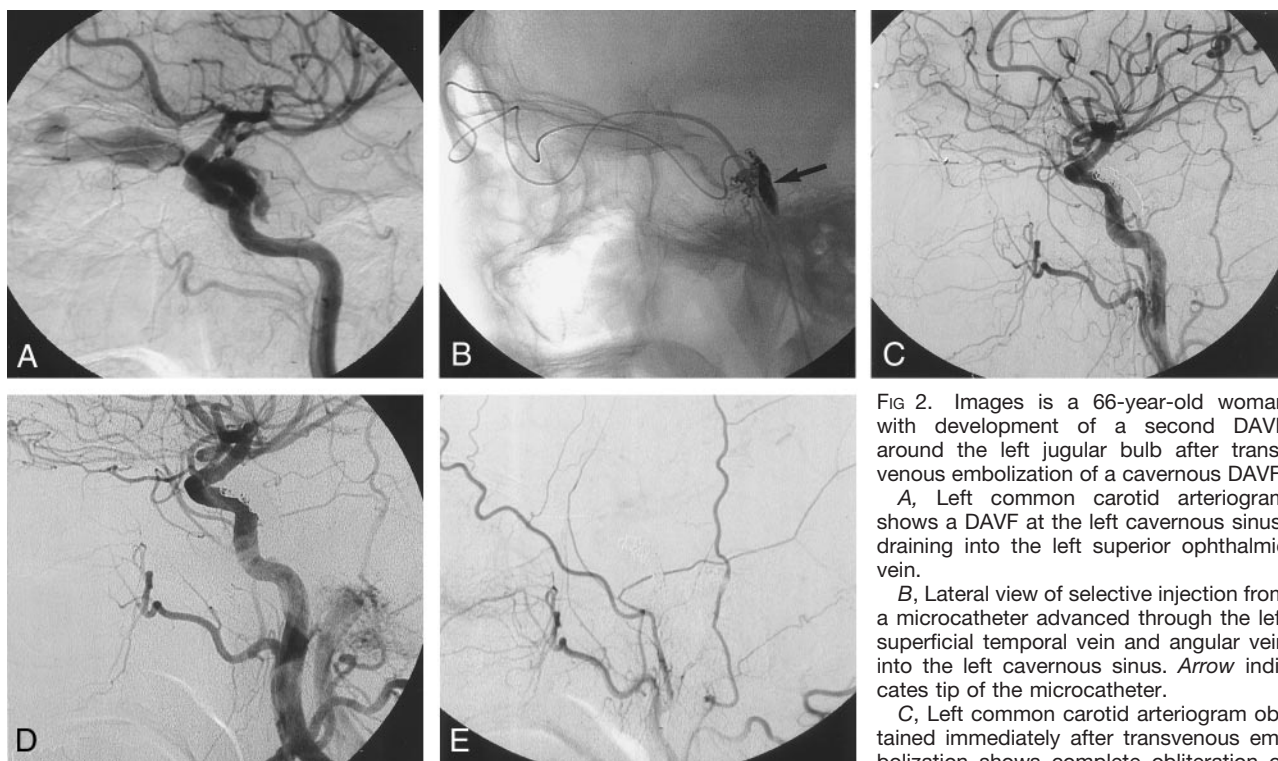 A
B
C
D
E
FIG 2. Images is a 66-year-old woman
with development of a second
around the left jugular bulb after trans-
venous embolization of a cavernous DAVF
A, Left common carotid arteriogram
shows a DAVF at the left cavernous sinus
draining into the left superior ophthalmic
vein.
B, Lateral view of selective injection from
a microcatheter advanced through the left
superficial temporal vein and angular vein
into the left cavernous sinus. Arrow indi-
cates tip of the microcatheter.
C, Left common carotid arteriogram ob-
tained immediately after transvenous em-
bolization shows complete obliteration